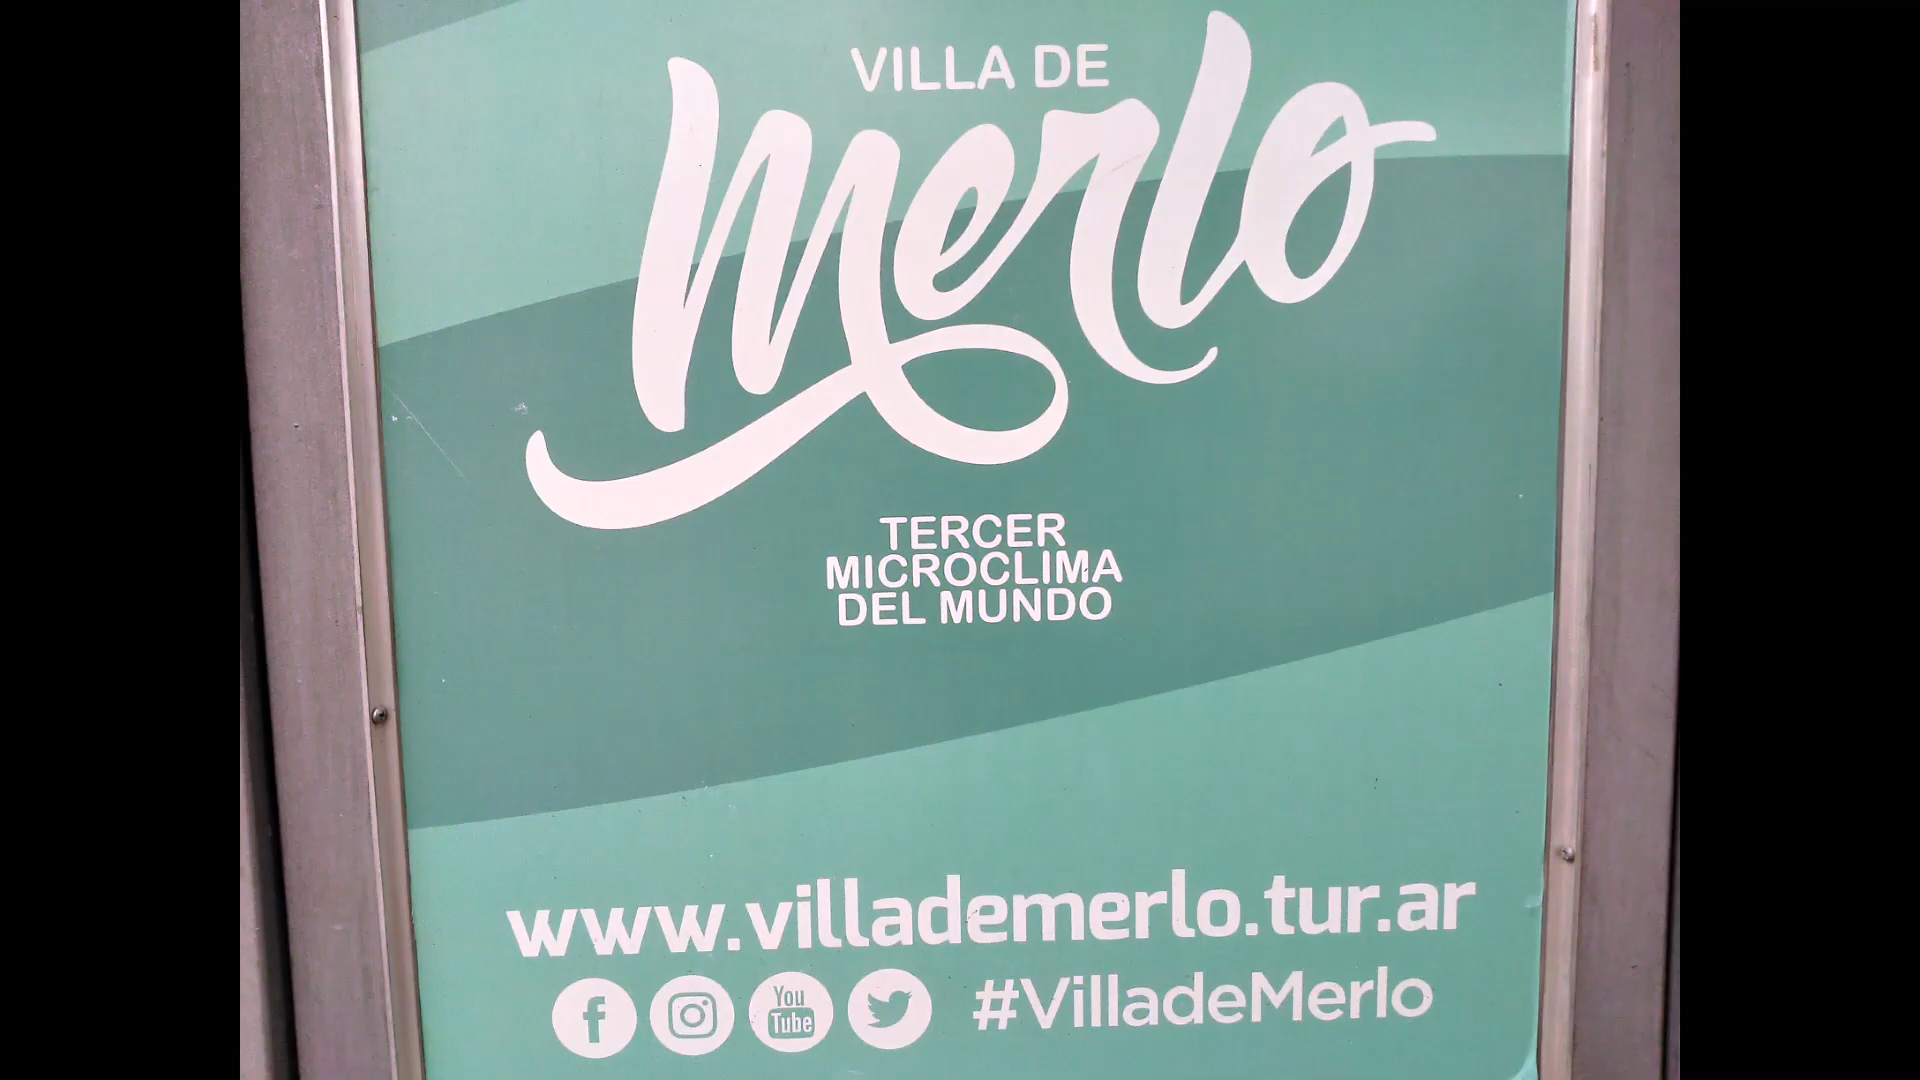 VILLA DE
Merlo
TERCER
MICROCLIMA
DEL MUNDO
www.villademerlo.tur.ar
f You Tube #VilladeMerlo